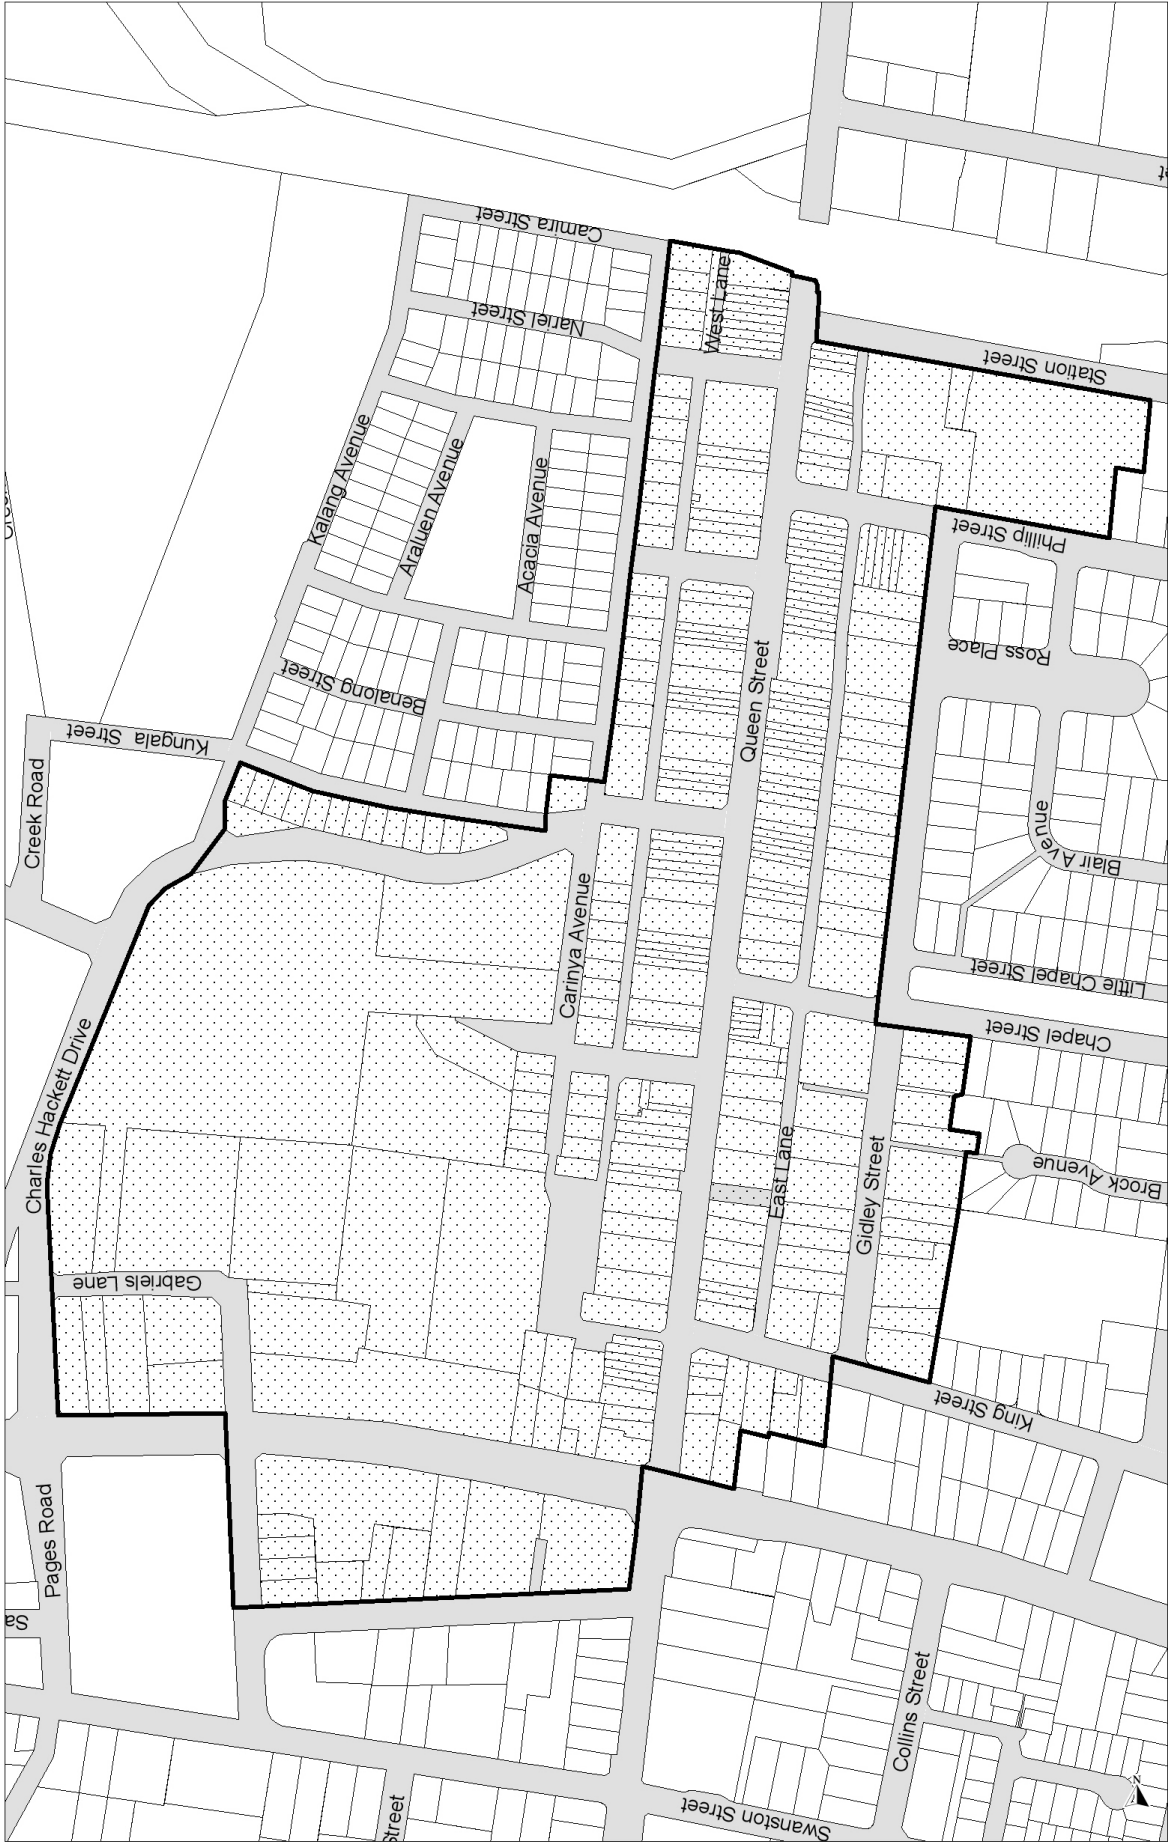 Camira Street
West Lane
Nariel Street
Station Street
Kalang Avenue
Araluen Avenue
Acacia Avenue
Phillip Street
Ross Place
Queen Street
Benalong Street
Kungala Street
Creek Road
Blair Avenue
Carinya Avenue
Little Chapel Street
Chapel Street
Charles Hackett Drive
East Lane
Gidley Street
Brock Avenue
Gabriels Lane
King Street
Pages Road
Sa
Collins Street
Swanston Street
Street
N
et